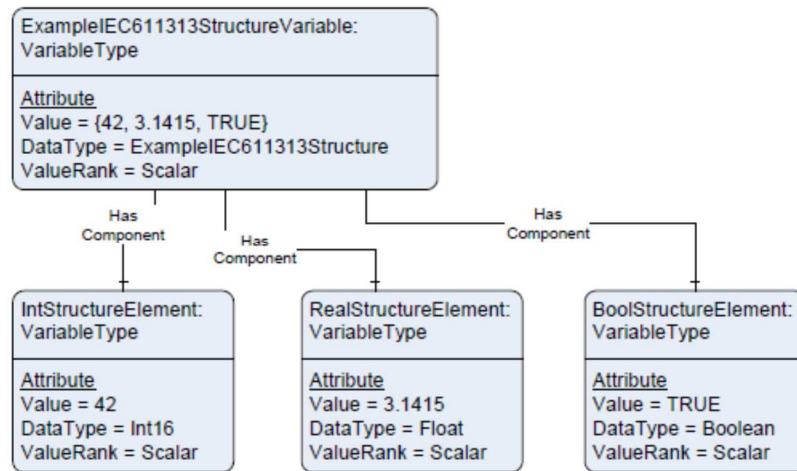 ExampleIEC611313StructureVariable:
VariableType
Attribute
Value = {42, 3.1415, TRUE}
DataType = ExampleIEC611313Structure
ValueRank = Scalar
Has
Component
Has
Component
Has
Component
IntStructureElement:
VariableType
Attribute
Value = 42
DataType = Int16
ValueRank = Scalar
RealStructureElement:
VariableType
Attribute
Value = 3.1415
DataType = Float
ValueRank = Scalar
BoolStructureElement:
VariableType
Attribute
Value = TRUE
DataType = Boolean
ValueRank = Scalar